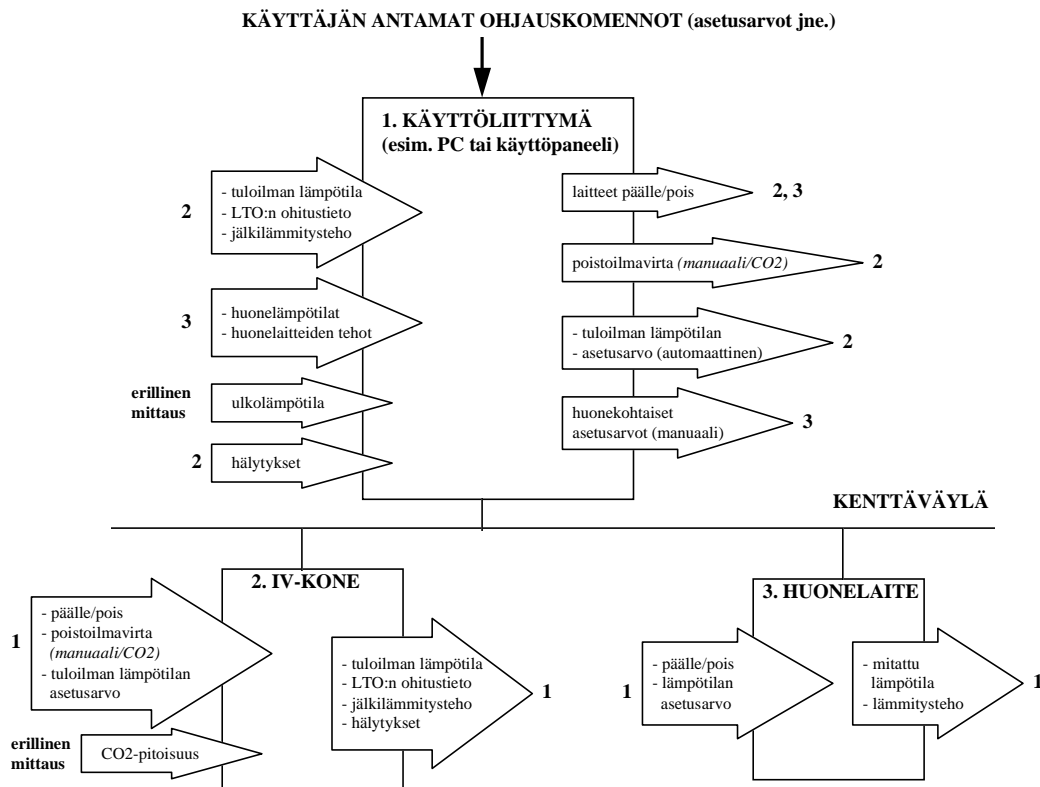 KÄYTTÄJÄN ANTAMAT OHJAUSKOMENNOT (asetusarvot jne.)
1. KÄYTTÖLIITTYMÄ
(esim. PC tai käyttöpaneeli)
2
- tuloilman lämpötila
- LTO:n ohitustieto
- jälkilämmitysteho
3
- huonelämpötilat
- huonelaitteiden tehot
erillinen
mittaus
ulkolämpötila
2
hälytykset
laitteet päälle/pois
2, 3
poistoilmavirta (manuaali/CO2)
2
- tuloilman lämpötilan
- asetusarvo (automaattinen)
2
huonekohtaiset
asetusarvot (manuaali)
3
KENTTÄVÄYLÄ
2. IV-KONE
1
- päälle/pois
- poistoilmavirta
(manuaali/CO2)
- tuloilman lämpötilan
asetusarvo
erillinen
mittaus
CO2-pitoisuus
- tuloilman lämpötila
- LTO:n ohitustieto
- jälkilämmitysteho
- hälytykset
1
3. HUONELAITE
1
- päälle/pois
- lämpötilan
asetusarvo
- mitattu
lämpötila
- lämmitysteho
1